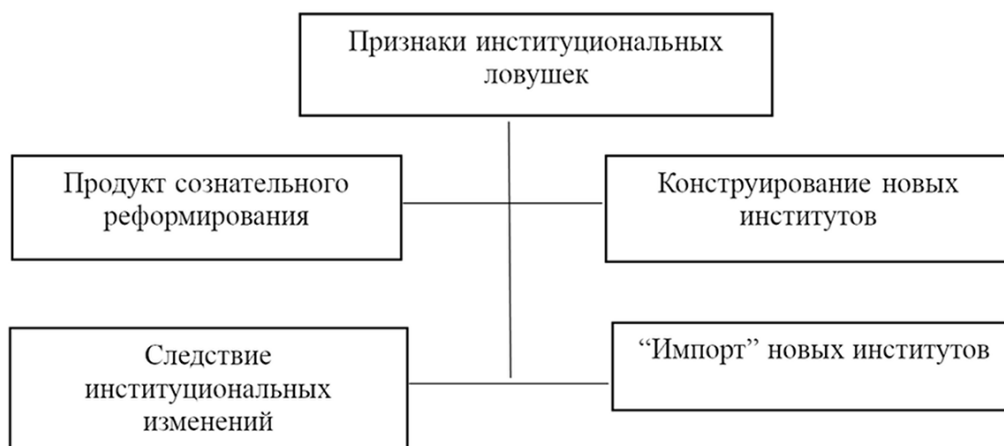 Признаки институциональных
ловушек
Продукт сознательного
реформирования
Конструирование новых
институтов
Следствие
институциональных
изменений
“Импорт” новых институтов